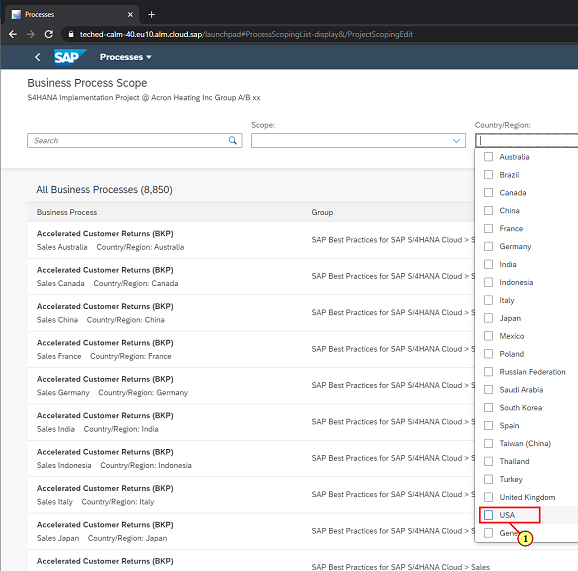 Processes
teched-calm-40.eu10.alm.cloud.sap/launchpad#ProcessScopingList-display&/ProjectScopingEdit
SAP Processes
Business Process Scope
S4HANA Implementation Project @ Acron Heating Inc Group A/B xx
Scope:
Country/Region:
Search
All Business Processes (8,850)
Business Process
Group
Accelerated Customer Returns (BKP)
Sales Australia Country/Region: Australia
SAP Best Practices for SAP S/4HANA Cloud > S
Accelerated Customer Returns (BKP)
Sales Canada Country/Region: Canada
SAP Best Practices for SAP S/4HANA Cloud > S
Accelerated Customer Returns (BKP)
Sales China Country/Region: China
SAP Best Practices for SAP S/4HANA Cloud > S
Accelerated Customer Returns (BKP)
Sales France Country/Region: France
SAP Best Practices for SAP S/4HANA Cloud > S
Accelerated Customer Returns (BKP)
Sales Germany Country/Region: Germany
SAP Best Practices for SAP S/4HANA Cloud > S
Accelerated Customer Returns (BKP)
Sales India Country/Region: India
SAP Best Practices for SAP S/4HANA Cloud > S
Accelerated Customer Returns (BKP)
Sales Indonesia Country/Region: Indonesia
SAP Best Practices for SAP S/4HANA Cloud > S
Accelerated Customer Returns (BKP)
Sales Italy Country/Region: Italy
SAP Best Practices for SAP S/4HANA Cloud > S
Accelerated Customer Returns (BKP)
Sales Japan Country/Region: Japan
SAP Best Practices for SAP S/4HANA Cloud > S
Accelerated Customer Returns (BKP)
SAP Best Practices for SAP S/4HANA Cloud > Sales
Australia
Brazil
Canada
China
France
Germany
India
Indonesia
Italy
Japan
Mexico
Poland
Russian Federation
Saudi Arabia
South Korea
Spain
Taiwan (China)
Thailand
Turkey
United Kingdom
USA
Gene
1